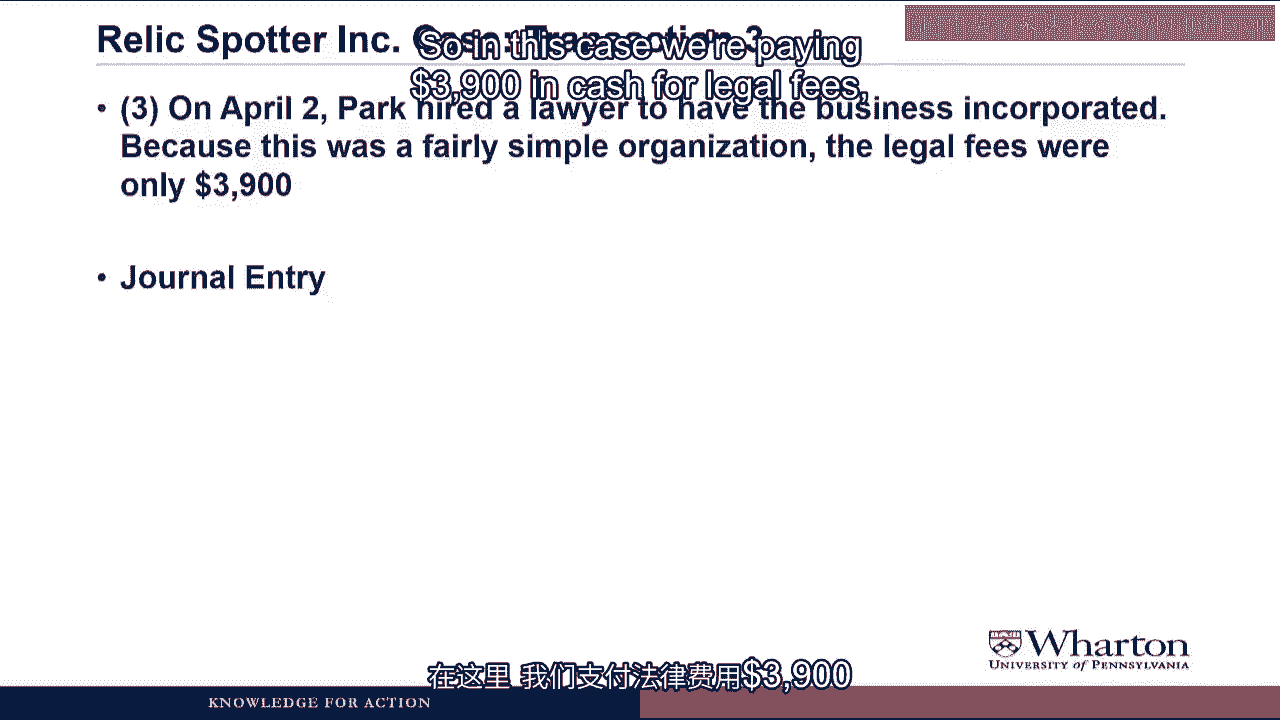 Relic Spotter Inc. Case: Transaction 3
So in this case we're paying
$3,900 in cash for legal fees,
• (3) On April 2, Park hired a lawyer to have the business incorporated.
Because this was a fairly simple organization, the legal fees were
only $3,900
• Journal Entry
Wharton
UNIVERSITY of PENNSYLVANIA
在这里 我们支付法律费用$3,900
KNOWLEDGE FOR ACTION